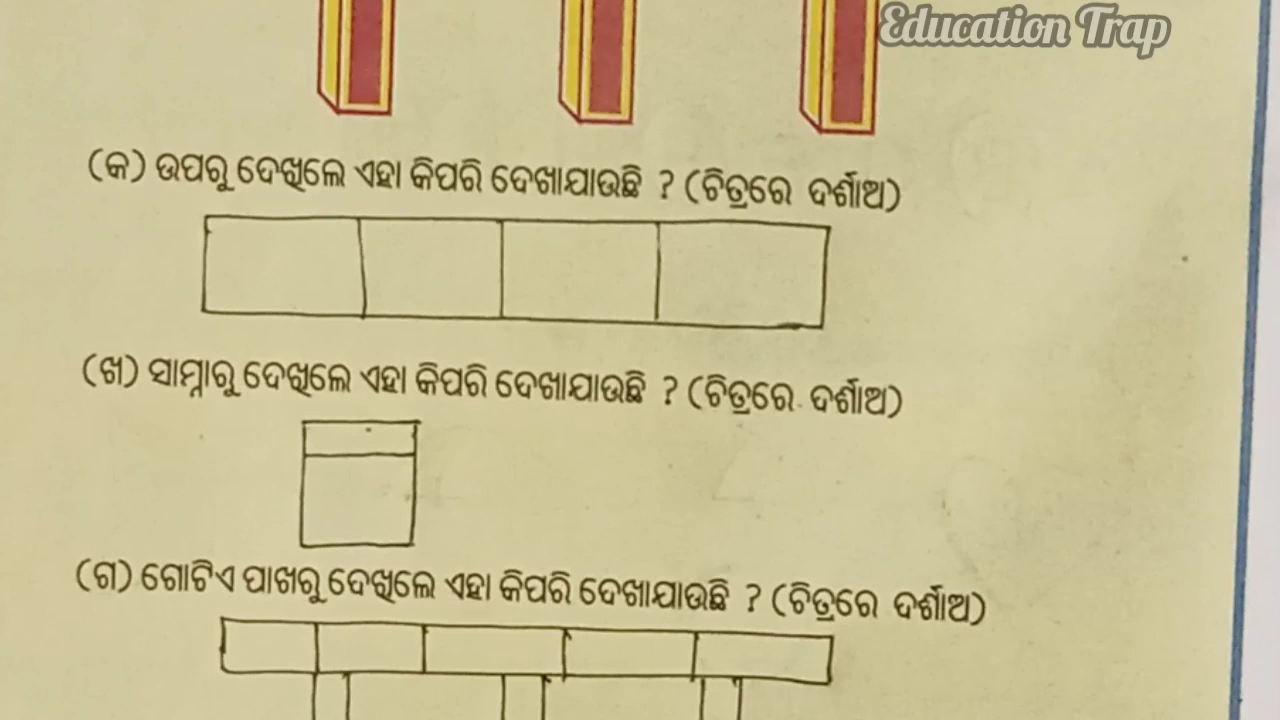 Education Trap
(କ) ଉପରୁ ଦେଖିଲେ ଏହା କିପରି ଦେଖାଯାଉଛି ? (ଚିତ୍ରରେ ଦର୍ଶାଅ)
(ଖ) ସାମ୍ନାରୁ ଦେଖିଲେ ଏହା କିପରି ଦେଖାଯାଉଛି ? (ଚିତ୍ରରେ ଦର୍ଶାଅ)
(ଗ) ଗୋଟିଏ ପାଖରୁ ଦେଖିଲେ ଏହା କିପରି ଦେଖାଯାଉଛି ? (ଚିତ୍ରରେ ଦର୍ଶାଅ)